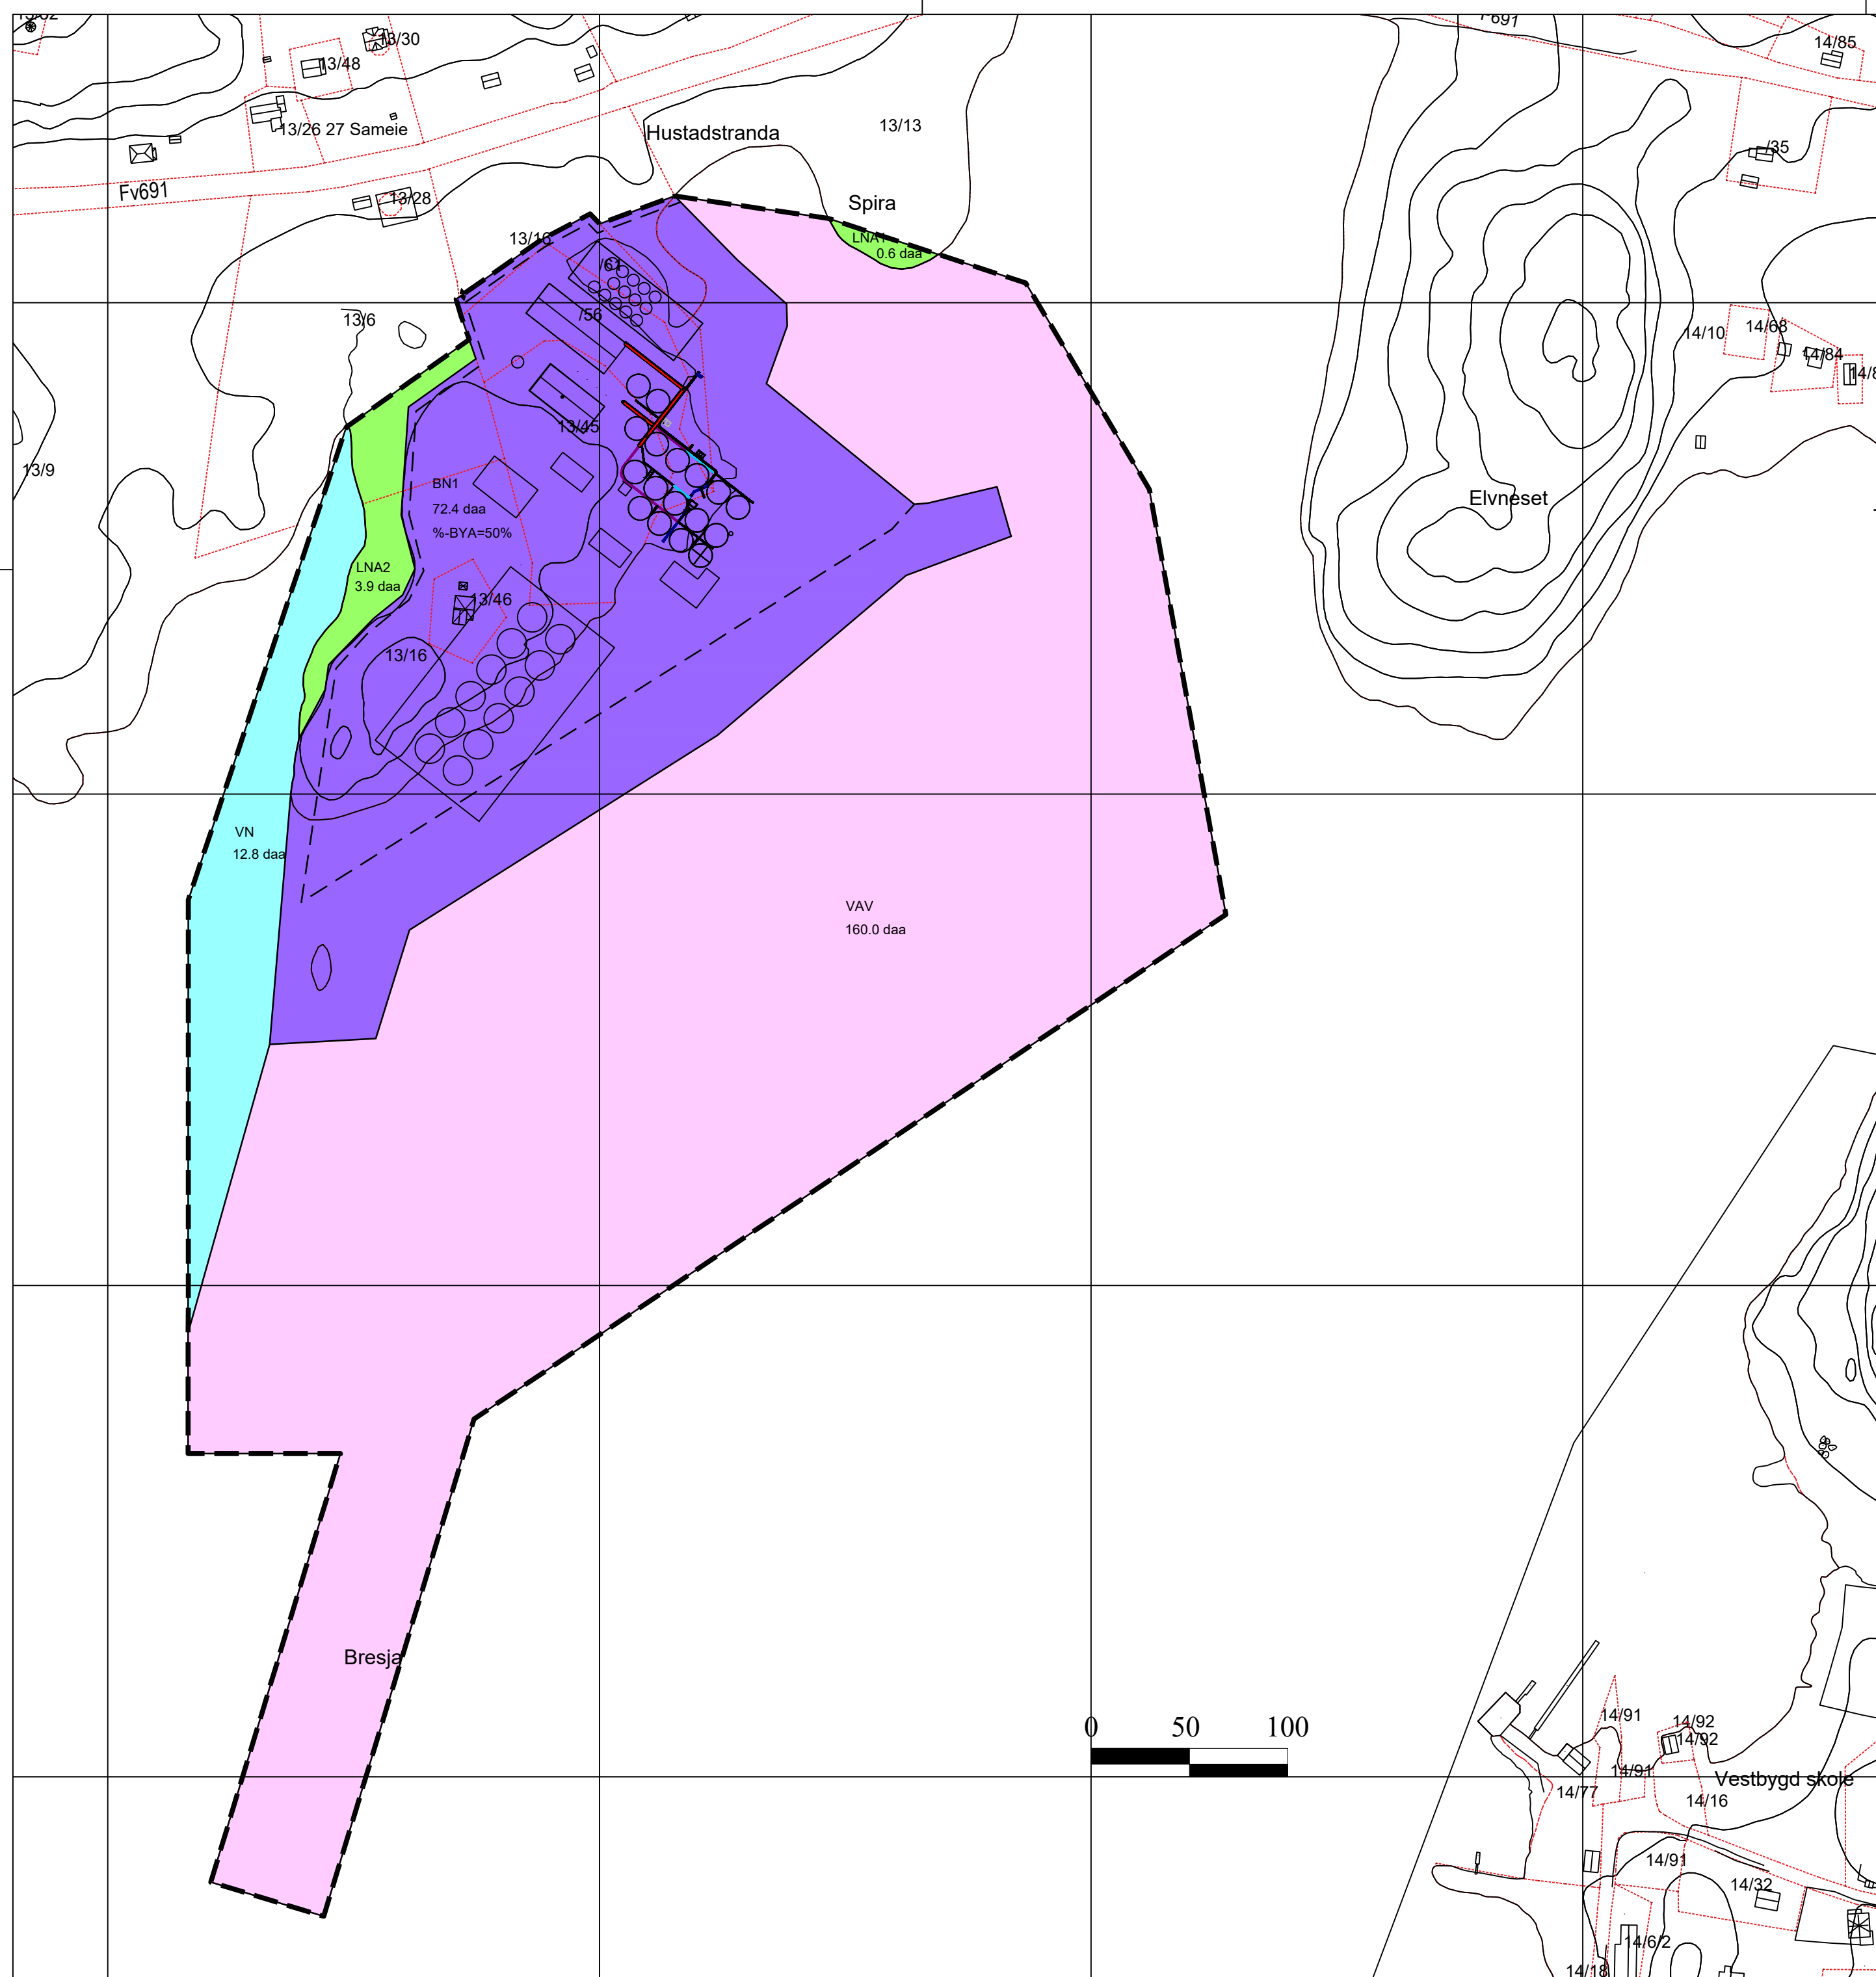 F691
13/30
14/85
13/48
13/13
13/26 27 Sameie
Hustadstranda
/35
Fv691
13/28
Spira
13/16
LNA1
0.6 daa
/61
/56
13/6
14/10
14/68
14/84
13/45
13/9
BN1
72.4 daa
%-BYA=50%
Elvneset
LNA2
3.9 daa
13/46
13/16
VN
12.8 daa
VAV
160.0 daa
Bresja
0 50 100
14/91
14/92
14/92
14/91
Vestbygd skole
14/77
14/16
14/91
14/32
14/6/2
14/18